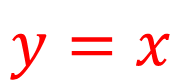 y = x